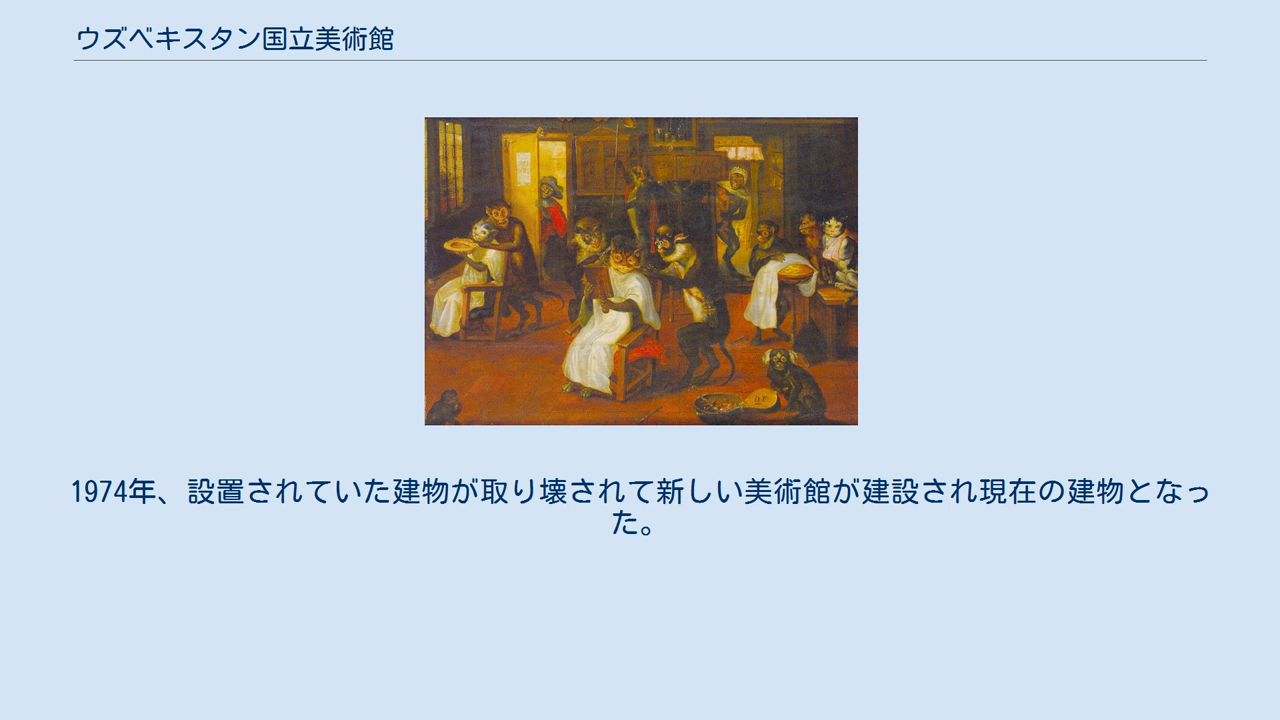 ウズベキスタン国立美術館
1974年、設置されていた建物が取り壊されて新しい美術館が建設され現在の建物となっ
た。